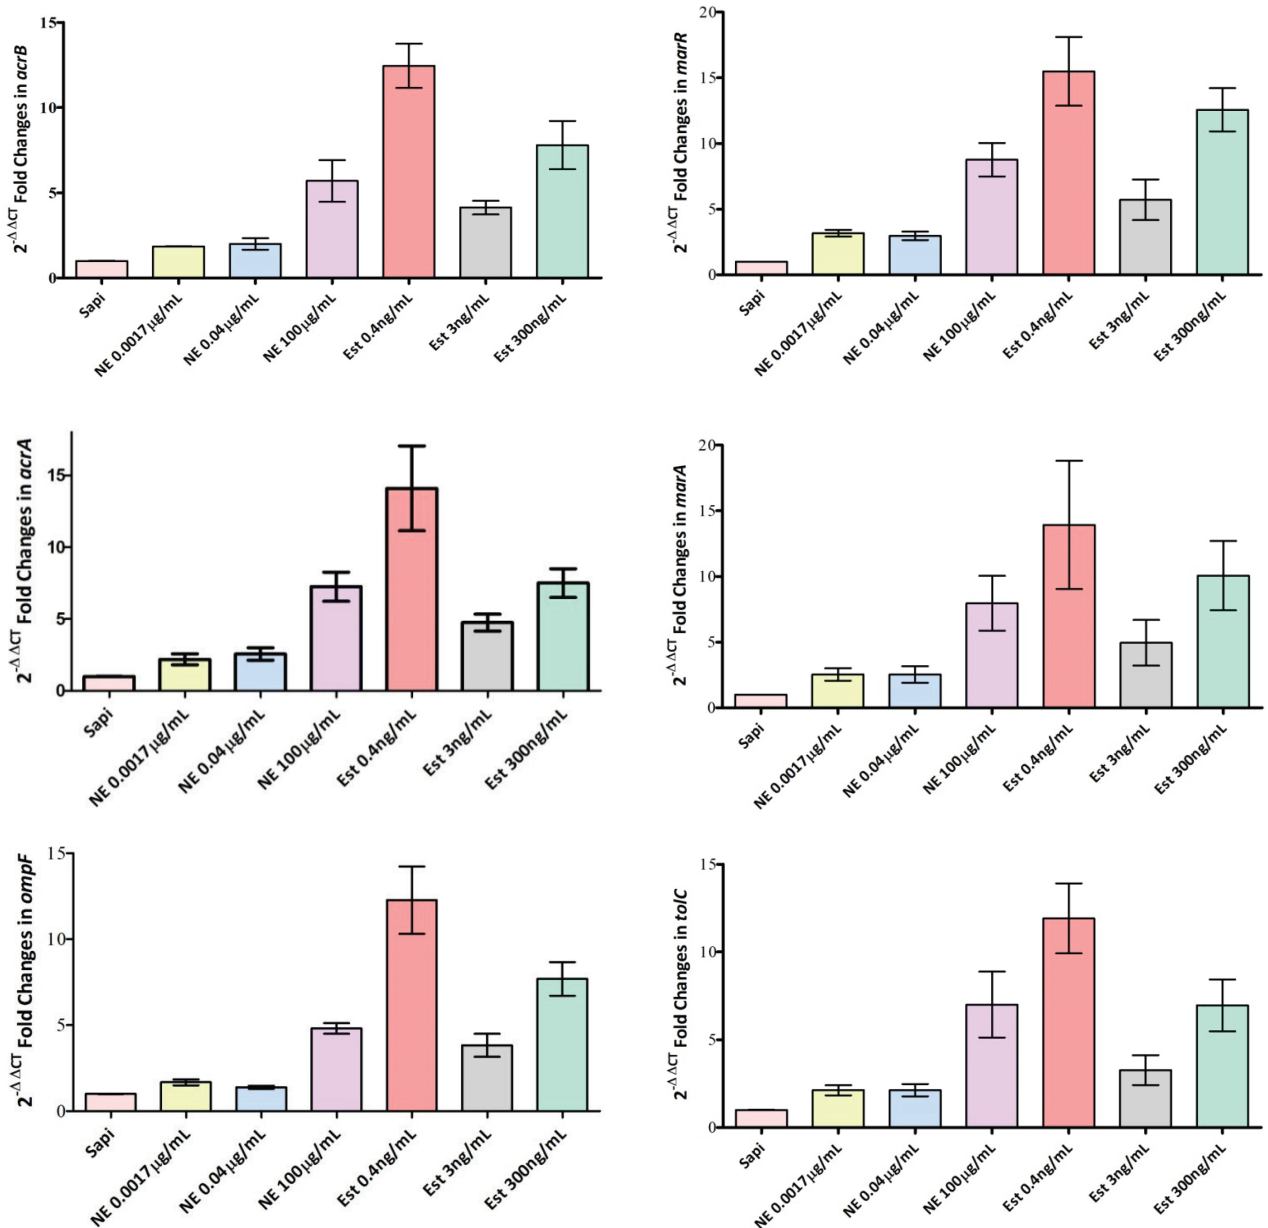 2-Δ ΔCT Fold Changes in acrB
15
10
5
0
Sapi
NE 0.0017µg/mL
NE 0.04µg/mL
NE 100µg/mL
Est 0.4ng/mL
Est 3ng/mL
Est 300ng/mL
2-Δ ΔCT Fold Changes in marR
20
15
10
5
0
Sapi
NE 0.0017µg/mL
NE 0.04µg/mL
NE 100µg/mL
Est 0.4ng/mL
Est 3ng/mL
Est 300ng/mL
2-Δ ΔCT Fold Changes in acrA
15
10
5
0
Sapi
NE 0.0017µg/mL
NE 0.04µg/mL
NE 100µg/mL
Est 0.4ng/mL
Est 3ng/mL
Est 300ng/mL
2-Δ ΔCT Fold Changes in marA
20
15
10
5
0
Sapi
NE 0.0017µg/mL
NE 0.04µg/mL
NE 100µg/mL
Est 0.4ng/mL
Est 3ng/mL
Est 300ng/mL
2-Δ ΔCT Fold Changes in ompF
15
10
5
0
Sapi
NE 0.0017µg/mL
NE 0.04µg/mL
NE 100µg/mL
Est 0.4ng/mL
Est 3ng/mL
Est 300ng/mL
2-Δ ΔCT Fold Changes in tolC
15
10
5
0
Sapi
NE 0.0017µg/mL
NE 0.04µg/mL
NE 100µg/mL
Est 0.4ng/mL
Est 3ng/mL
Est 300ng/mL